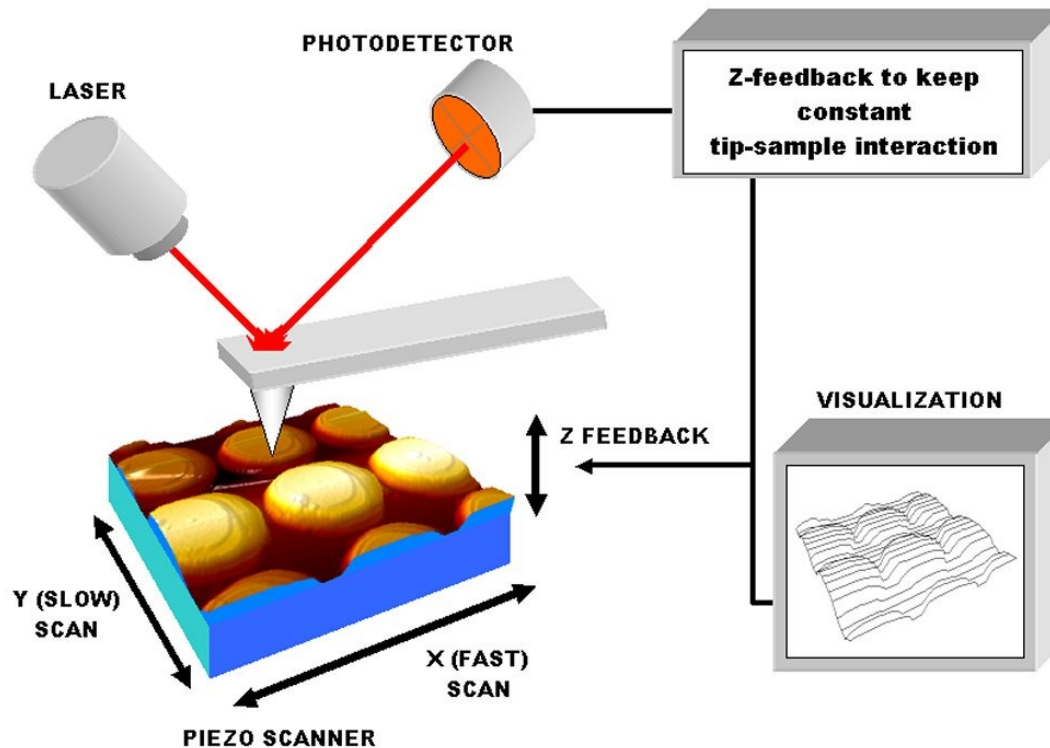 PHOTODETECTOR
LASER
Z-feedback to keep
constant
tip-sample interaction
VISUALIZATION
Z FEEDBACK
Y (SLOW)
SCAN
X (FAST)
SCAN
PIEZO SCANNER